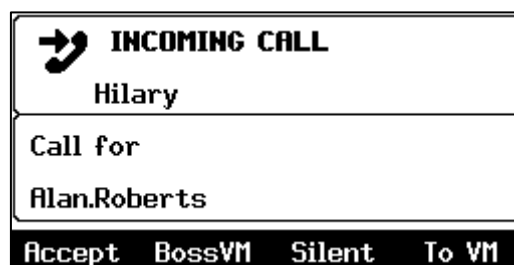 INCOMING CALL
Hilary
Call for
Alan.Roberts
Accept BossVM Silent To VM